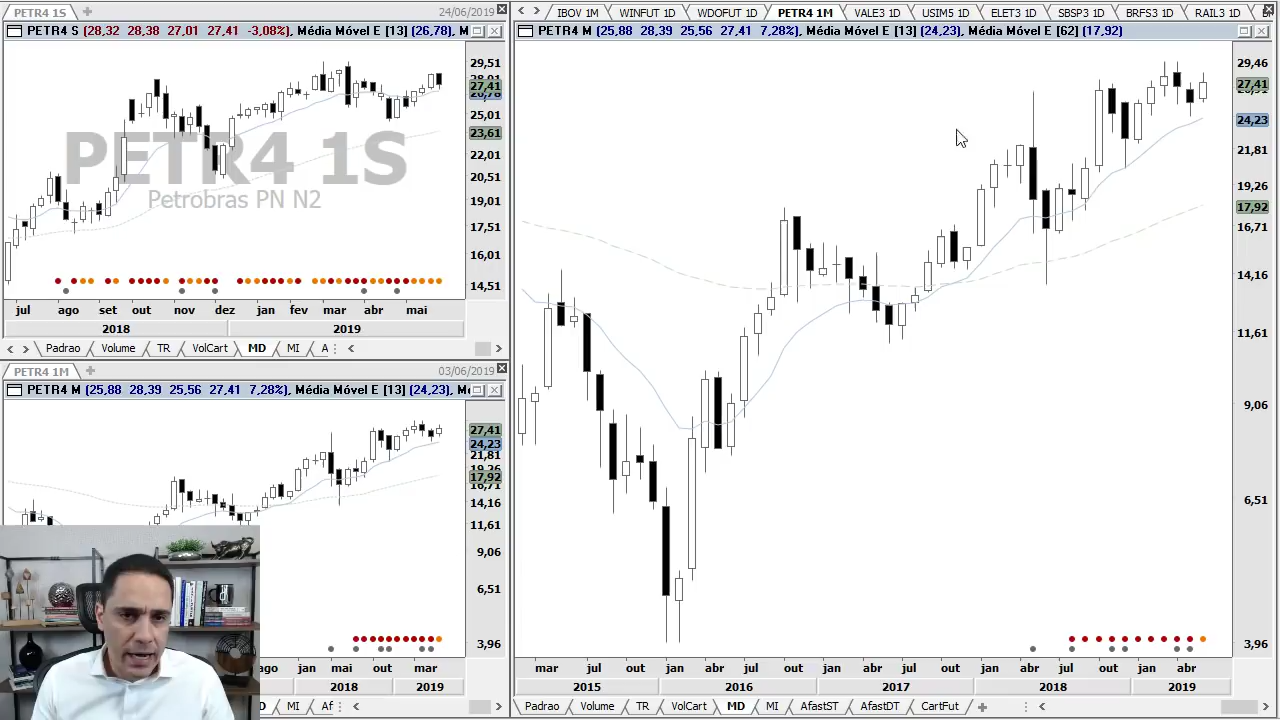 PETR4 1S
24/06/2019
PETR4 S (28,32 28,38 27,01 27,41 -3,08%), Média Móvel E [13] (26,78), M
29,51
27,41
25,01
23,61
22,01
20,51
19,01
17,51
16,01
14,51
PETR4 1S
Petrobras PN N2
jul ago set out nov dez jan fev mar abr mai
2018 2019
Padrao Volume TR VolCart MD MI A
PETR4 1M
03/06/2019
PETR4 M (25,88 28,39 25,56 27,41 7,28%), Média Móvel E [13] (24,23), M
27,41
24,23
21,81
17,92
14,16
11,61
9,06
6,51
3,96
ago jan mai out mar
2018 2019
MI Af
IBOV 1M WINFUT 1D WDOFUT 1D PETR4 1M VALE3 1D USIM5 1D ELET3 1D SBSP3 1D BRFS3 1D RAIL3 1D
PETR4 M (25,88 28,39 25,56 27,41 7,28%), Média Móvel E [13] (24,23), Média Móvel E [62] (17,92)
29,46
27,41
24,23
21,81
19,26
17,92
16,71
14,16
11,61
9,06
6,51
3,96
mar jul out jan abr jul out jan abr jul out jan abr jul out jan abr
2015 2016 2017 2018 2019
Padrao Volume TR VolCart MD MI AfastST AfastDT CartFut